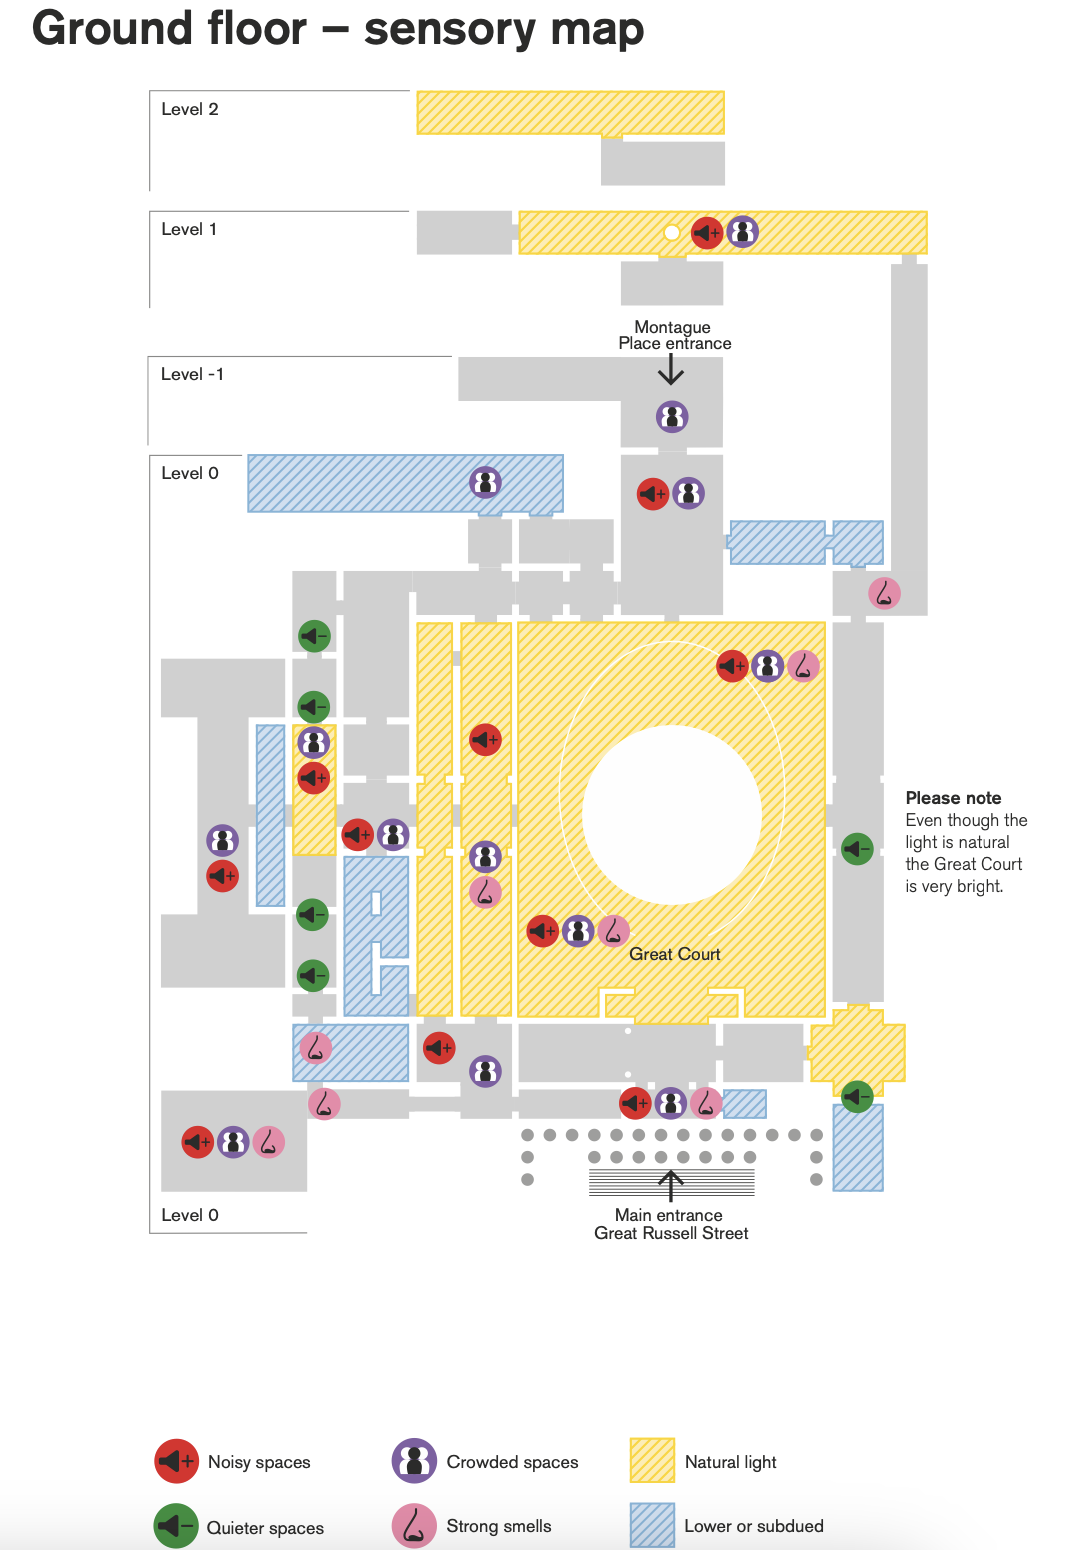 Ground floor – sensory map
Level 2
Level 1
Montague
Place entrance
Level -1
Level 0
Please note
Even though the
light is natural
the Great Court
is very bright.
Great Court
Level 0
Main entrance
Great Russell Street
Noisy spaces
Crowded spaces
Natural light
Quieter spaces
Strong smells
Lower or subdued